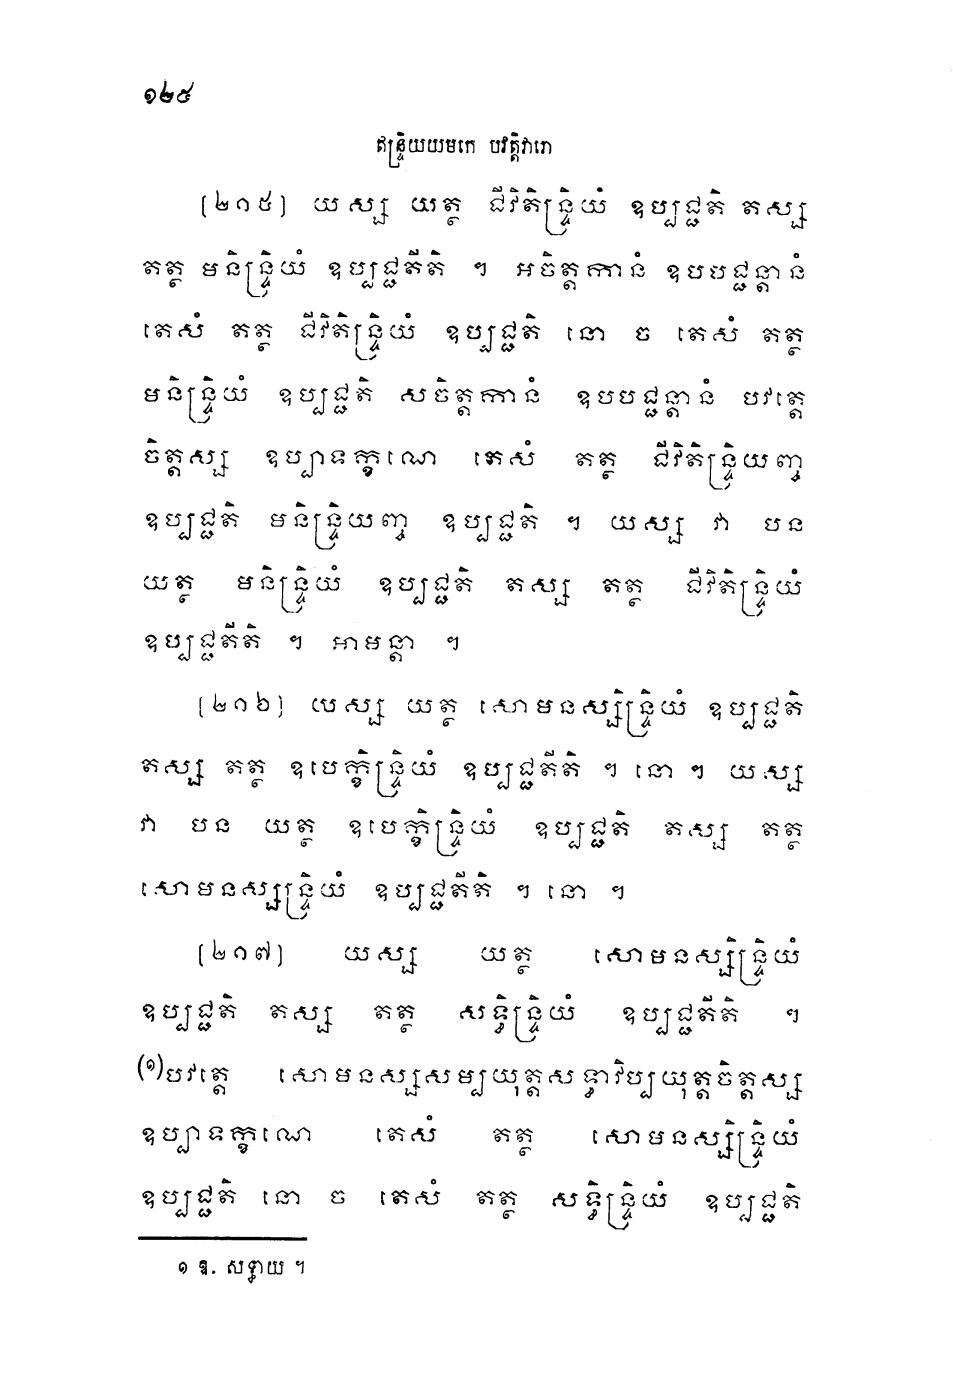 ១២៥
ឥន្ទ្រិយយមកេ បវត្តិវារោ
[២១៥] យស្ស យត្ថ ជីវិតិន្ទ្រិយំ ឧប្បជ្ជតិ តស្ស
តត្ថ មនិន្ទ្រិយំ ឧប្បជ្ជតីតិ ។ អចិត្តកានំ ឧបបជ្ជន្តានំ
តេសំ តត្ថ ជីវិតិន្ទ្រិយំ ឧប្បជ្ជតិ នោ ច តេសំ តត្ថ
មនិន្ទ្រិយំ ឧប្បជ្ជតិ សចិត្តកានំ ឧបបជ្ជន្តានំ បវត្តេ
ចិត្តស្ស ឧប្បាទក្ខណេ តេសំ តត្ថ ជីវិតិន្ទ្រិយញ្ច
ឧប្បជ្ជតិ មនិន្ទ្រិយញ្ច ឧប្បជ្ជតិ ។ យស្ស វា បន
យត្ថ មនិន្ទ្រិយំ ឧប្បជ្ជតិ តស្ស តត្ថ ជីវិតិន្ទ្រិយំ
ឧប្បជ្ជតីតិ ។ អាមន្តា ។
[២១៦] យស្ស យត្ថ សោមនស្សិន្ទ្រិយំ ឧប្បជ្ជតិ
តស្ស តត្ថ ឧបេក្ខិន្ទ្រិយំ ឧប្បជ្ជតីតិ ។ នោ ។ យស្ស
វា បន យត្ថ ឧបេក្ខិន្ទ្រិយំ ឧប្បជ្ជតិ តស្ស តត្ថ
សោមនស្សន្ទ្រិយំ ឧប្បជ្ជតីតិ ។ នោ ។
[២១៧] យស្ស យត្ថ សោមនស្សិន្ទ្រិយំ
ឧប្បជ្ជតិ តស្ស តត្ថ សទ្ធិន្ទ្រិយំ ឧប្បជ្ជតីតិ ។
(១)បវត្តេ សោមនស្សសម្បយុត្តសទ្ធាវិប្បយុត្តចិត្តស្ស
ឧប្បាទក្ខណេ តេសំ តត្ថ សោមនស្សិន្ទ្រិយំ
ឧប្បជ្ជតិ នោ ច តេសំ តត្ថ សទ្ធិន្ទ្រិយំ ឧប្បជ្ជតិ
១ ឱ. សទ្ធាយ ។